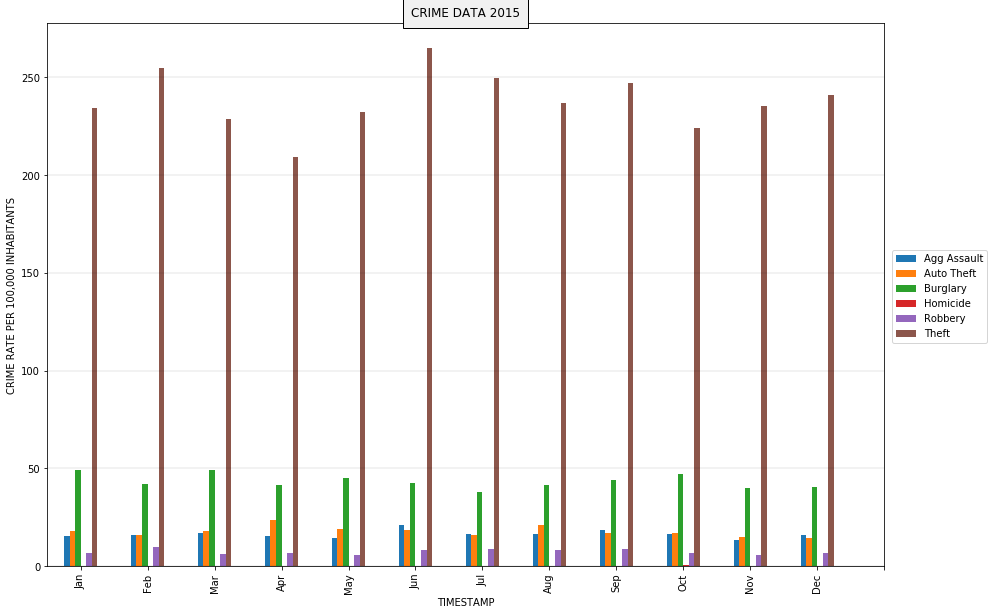 CRIME DATA 2015
CRIME RATE PER 100,000 INHABITANTS
250
200
150
100
50
0
Jan
Feb
Mar
Apr
May
Jun
Jul
Aug
Sep
Oct
Nov
Dec
TIMESTAMP
Agg Assault
Auto Theft
Burglary
Homicide
Robbery
Theft